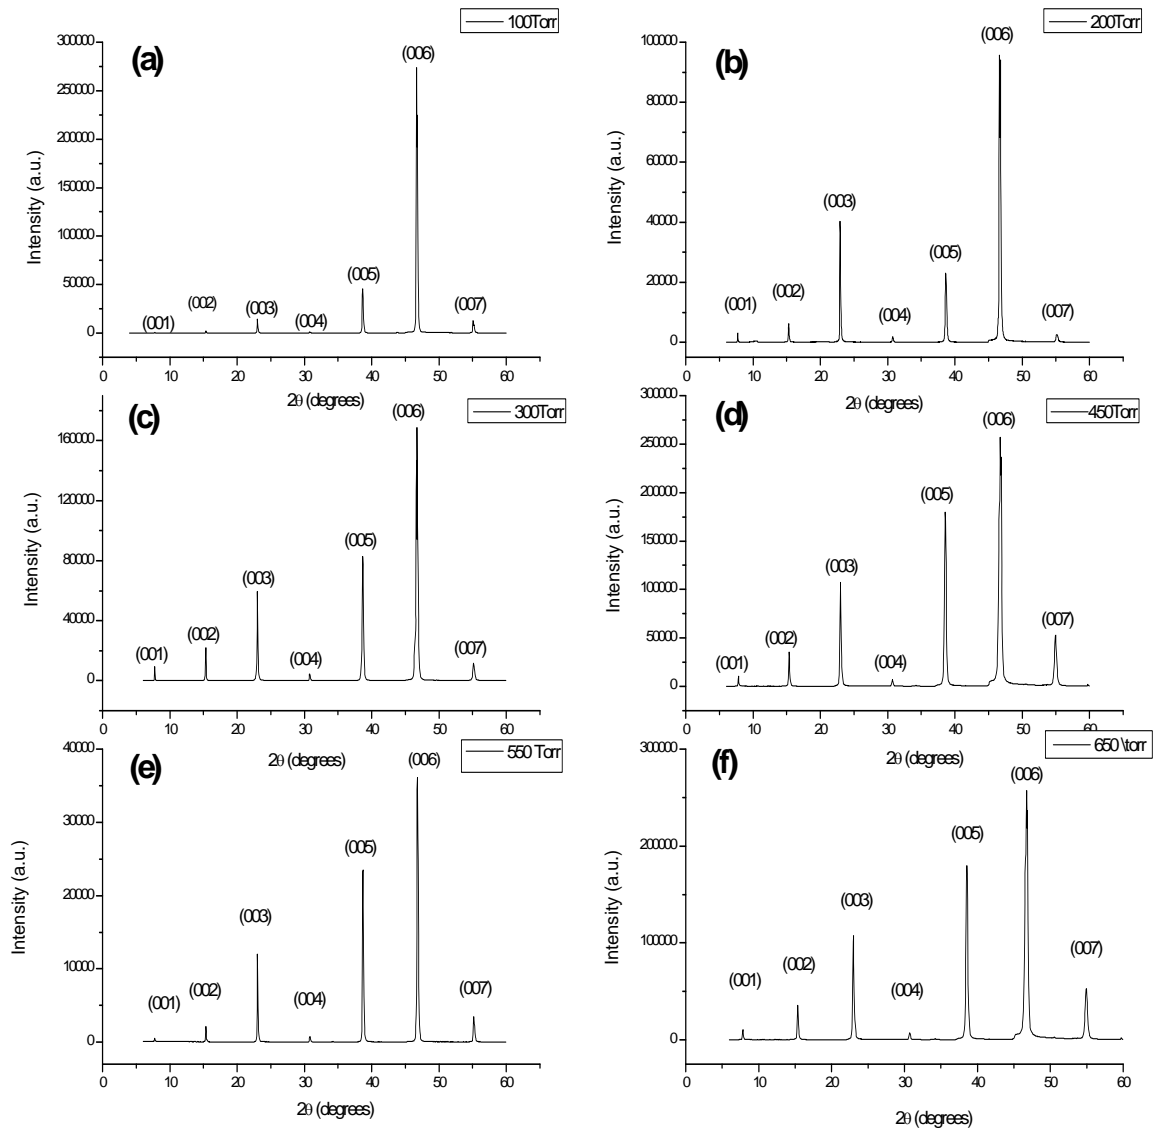 100Torr
(a)
300000
250000
200000
150000
100000
50000
0
(001)
(002)
(003)
(004)
(005)
(006)
(007)
0 10 20 30 40 50 60
2θ (degrees)
Intensity (a.u.)
200Torr
(b)
100000
80000
60000
40000
20000
0
(001)
(002)
(003)
(004)
(005)
(006)
(007)
0 10 20 30 40 50 60
2θ (degrees)
Intensity (a.u.)
300Torr
(c)
160000
120000
80000
40000
0
(001)
(002)
(003)
(004)
(005)
(006)
(007)
0 10 20 30 40 50 60
2θ (degrees)
Intensity (a.u.)
450Torr
(d)
300000
250000
200000
150000
100000
50000
0
(001)
(002)
(003)
(004)
(005)
(006)
(007)
0 10 20 30 40 50 60
2θ (degrees)
Intensity (a.u.)
550 Torr
(e)
40000
30000
20000
10000
0
(001)
(002)
(003)
(004)
(005)
(006)
(007)
0 10 20 30 40 50 60
2θ (degrees)
Intensity (a.u.)
650 \torr
(f)
300000
200000
100000
0
(001)
(002)
(003)
(004)
(005)
(006)
(007)
0 10 20 30 40 50 60
2θ (degrees)
Intensity (a.u.)